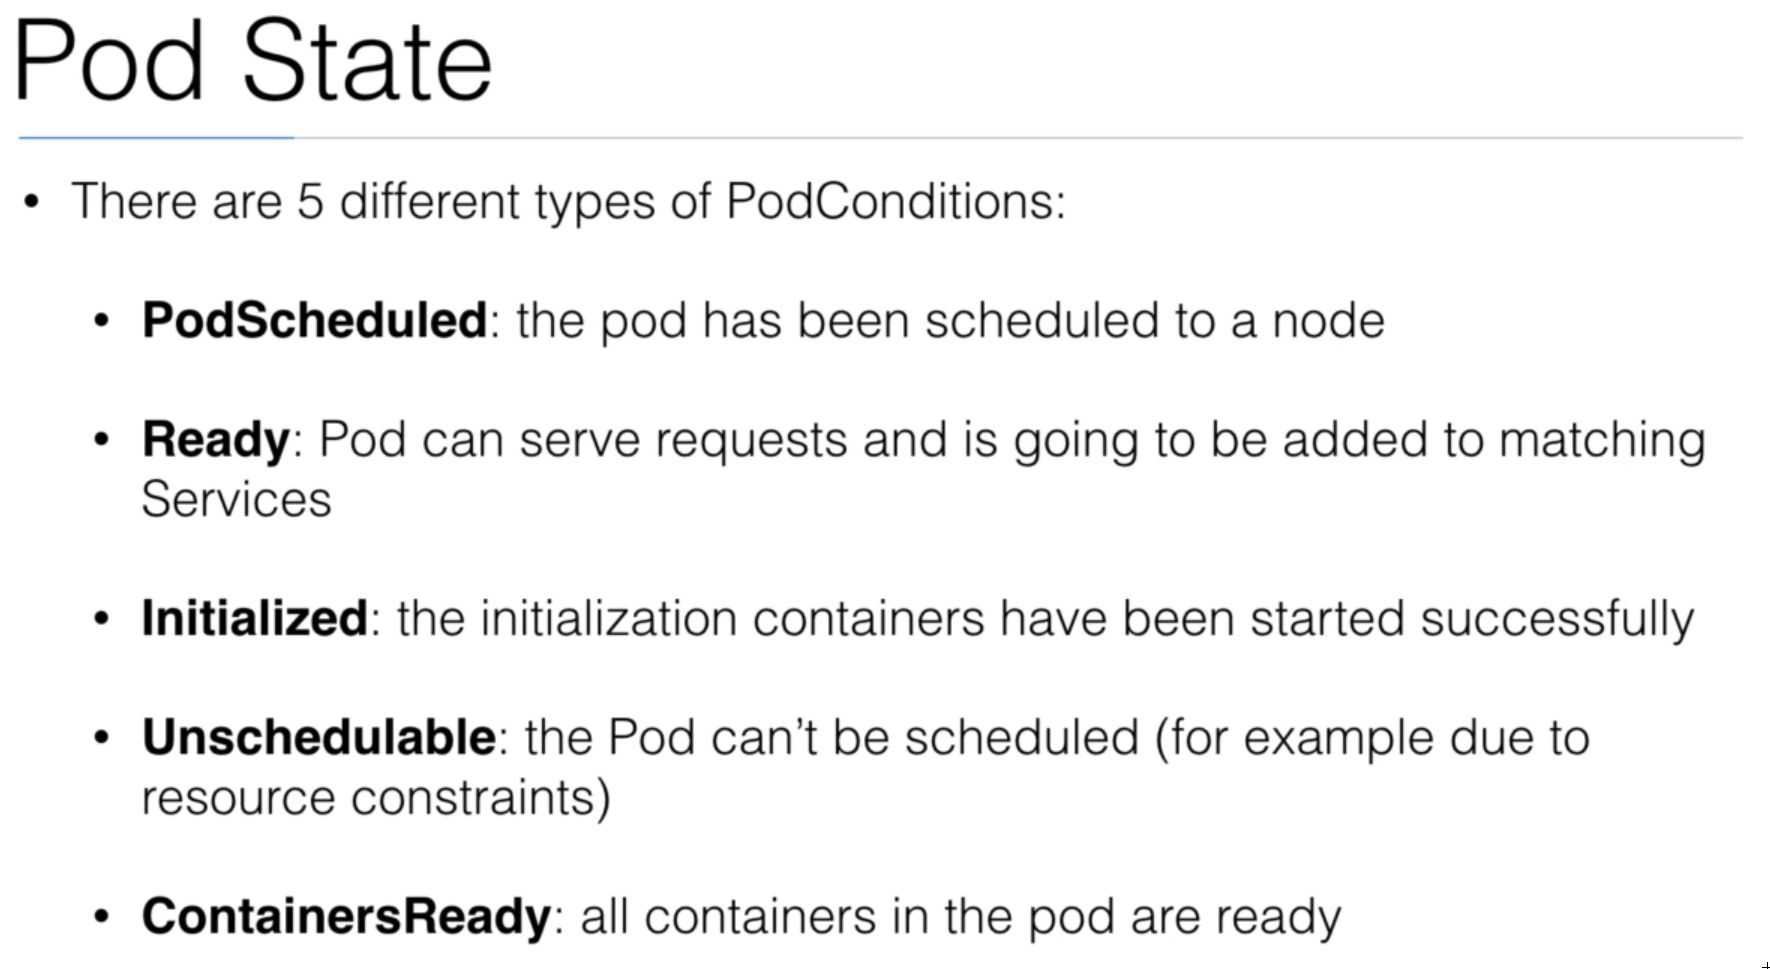 Pod State
• There are 5 different types of PodConditions:
• PodScheduled: the pod has been scheduled to a node
• Ready: Pod can serve requests and is going to be added to matching
Services
• Initialized: the initialization containers have been started successfully
• Unschedulable: the Pod can’t be scheduled (for example due to
resource constraints)
• ContainersReady: all containers in the pod are ready